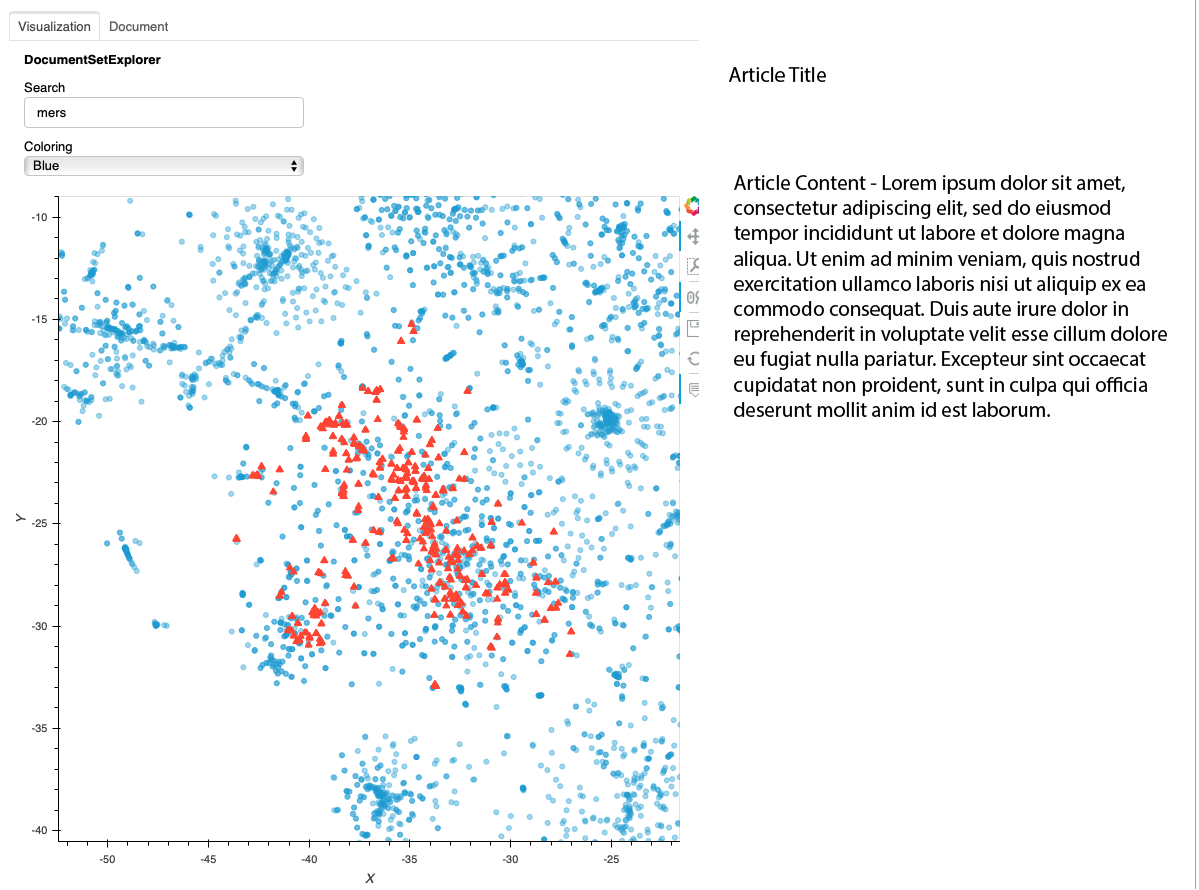 Visualization
Document
DocumentSetExplorer
Search
mers
Coloring
Blue
Article Title
Article Content - Lorem ipsum dolor sit amet,
consectetur adipiscing elit, sed do eiusmod
tempor incididunt ut labore et dolore magna
aliqua. Ut enim ad minim veniam, quis nostrud
exercitation ullamco laboris nisi ut aliquip ex ea
commodo consequat. Duis aute irure dolor in
reprehenderit in voluptate velit esse cillum dolore
eu fugiat nulla pariatur. Excepteur sint occaecat
cupidatat non proident, sunt in culpa qui officia
deserunt mollit anim id est laborum.
-10
-15
-20
-25
-30
-35
-40
Y
-50
-45
-40
-35
-30
-25
X